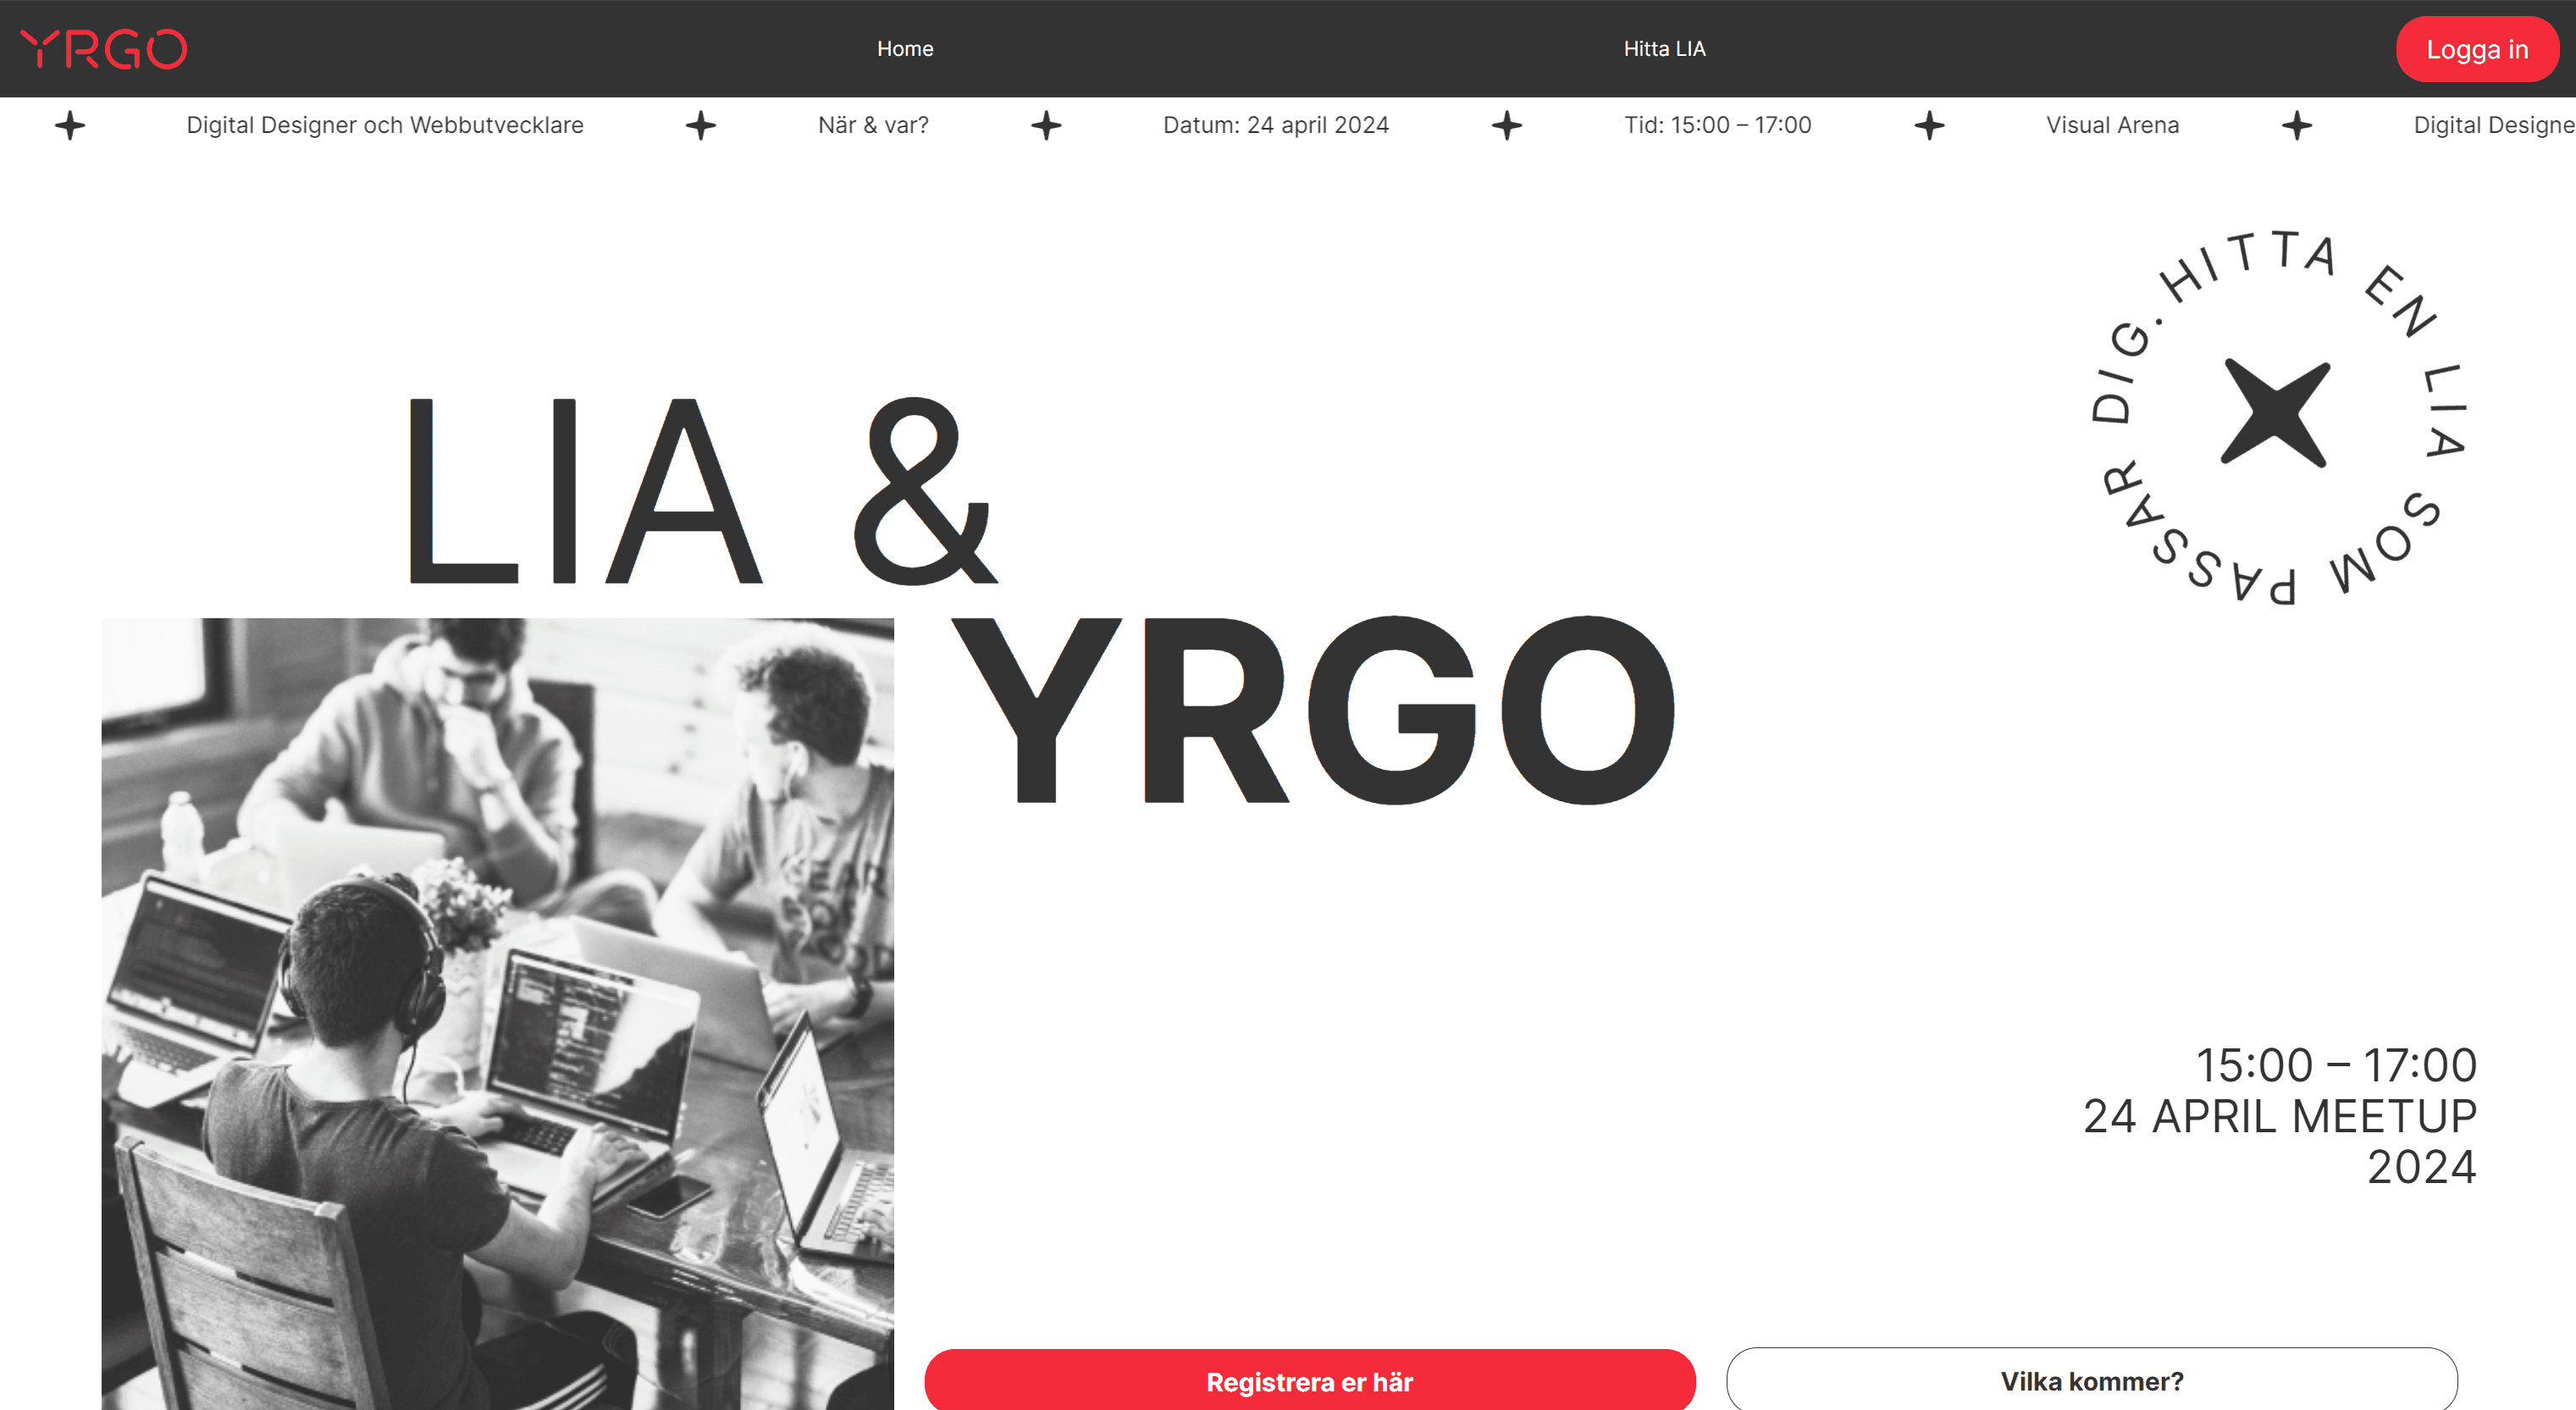 YRGO
Home
Hitta LIA
Logga in
Digital Designer och Webbutvecklare
När & var?
Datum: 24 april 2024
Tid: 15:00 – 17:00
Visual Arena
Digital Designe
HITTA EN LIA SOM PASSAR DIG.
LIA &
YRGO
15:00 – 17:00
24 APRIL MEETUP
2024
Registrera er här
Vilka kommer?